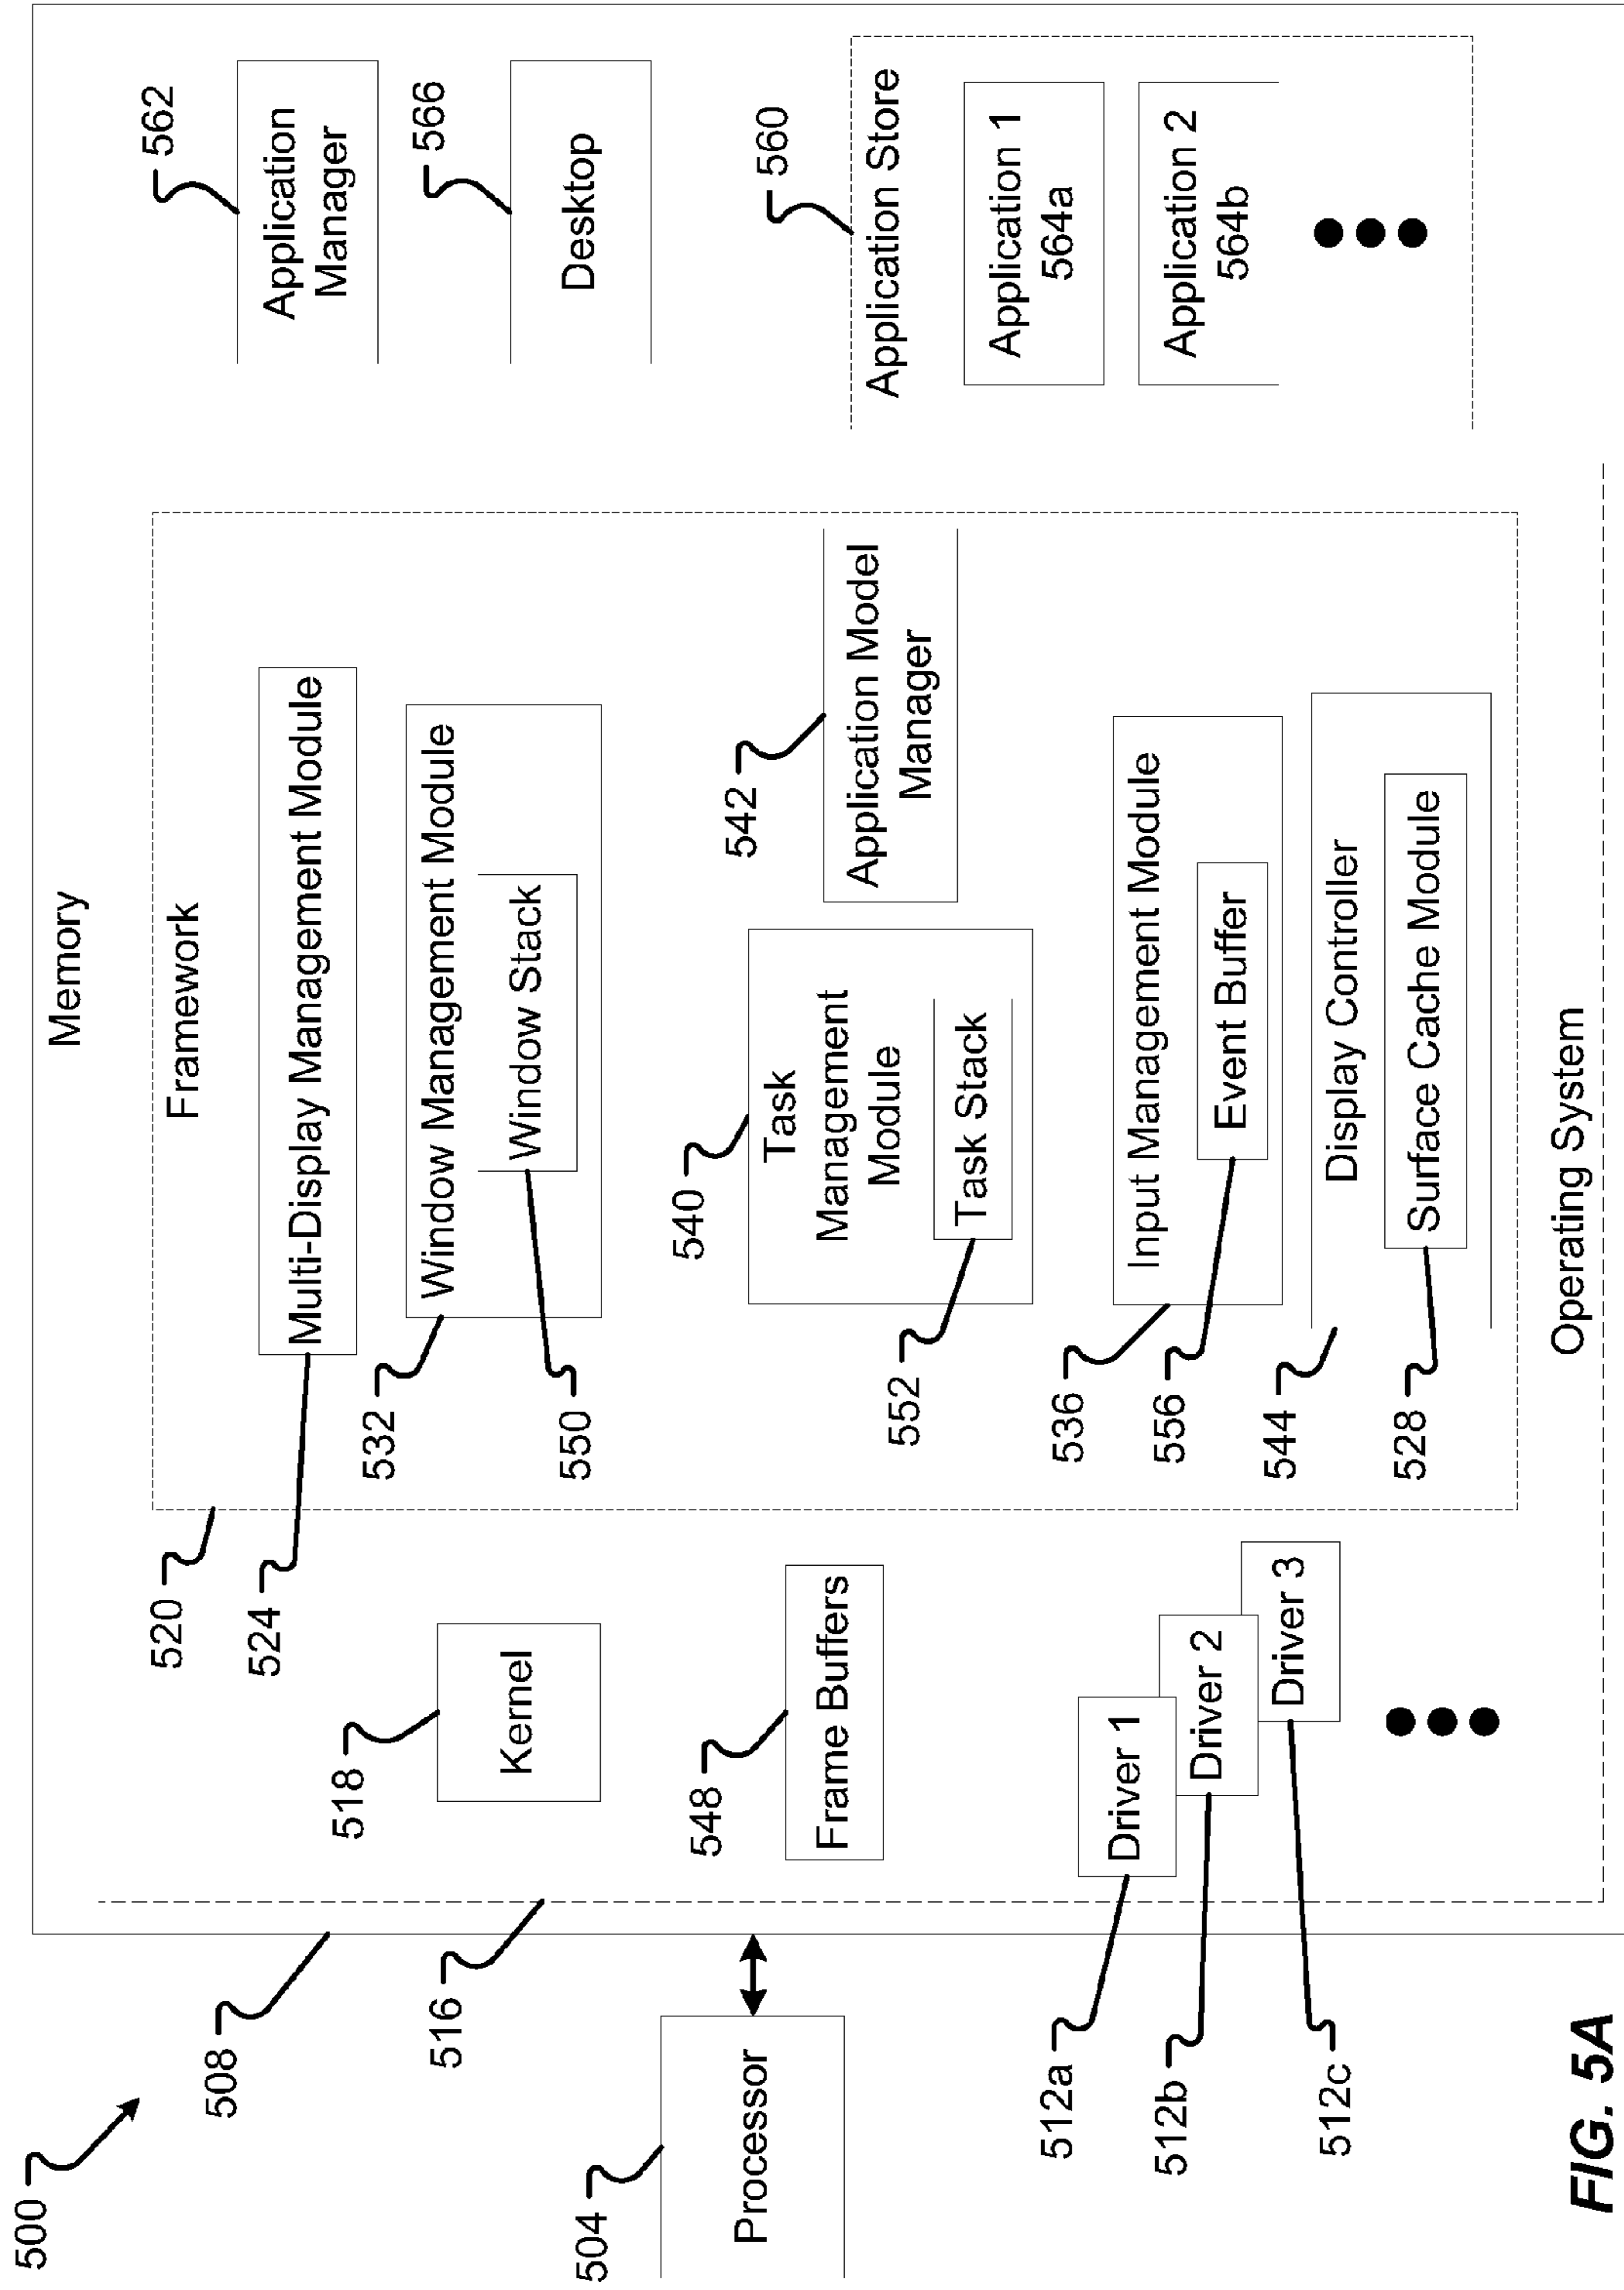 500
508
Memory
504
Processor
516
518
Kernel
548
Frame Buffers
512a
Driver 1
512b
Driver 2
512c
Driver 3
520
Framework
524
Multi-Display Management Module
532
Window Management Module
550
Window Stack
540
Task
Management
Module
552
Task Stack
542
Application Model
Manager
536
Input Management Module
556
Event Buffer
544
Display Controller
528
Surface Cache Module
Operating System
562
Application
Manager
566
Desktop
560
Application Store
Application 1
564a
Application 2
564b
FIG. 5A